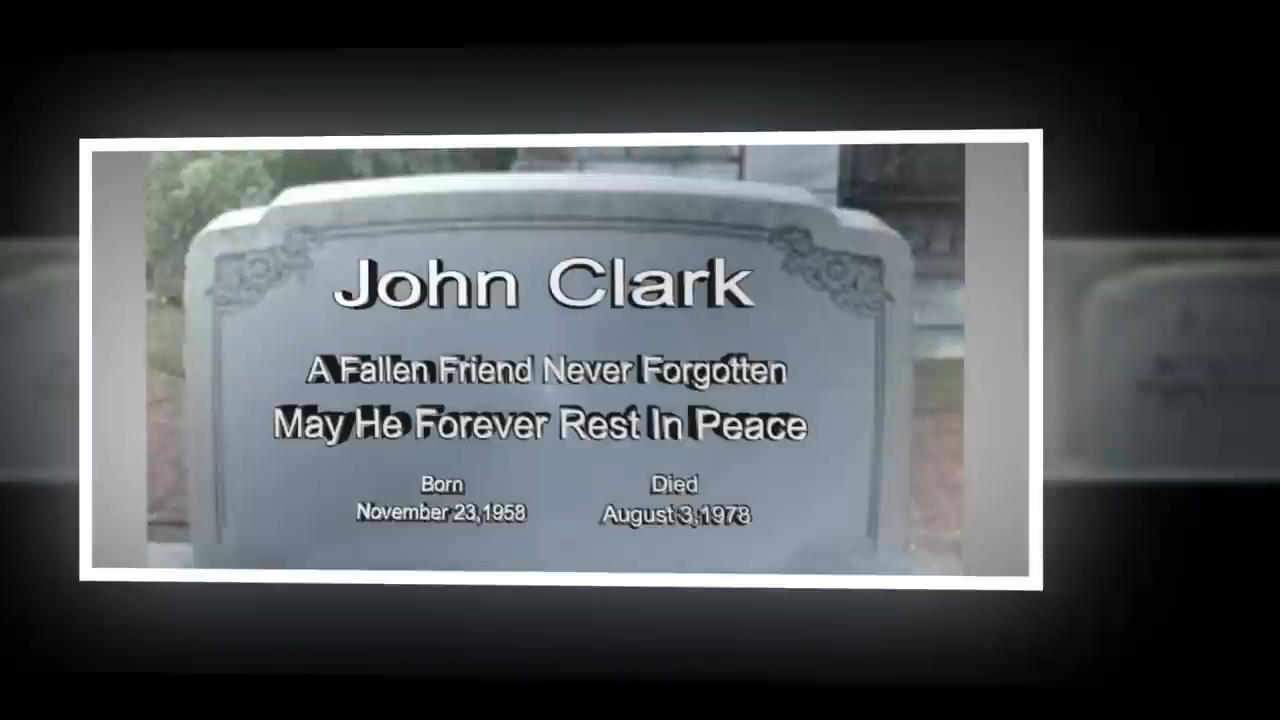 John Clark
A Fallen Friend Never Forgotten
May He Forever Rest In Peace
Born Died
November 23,1958 August 3,1978